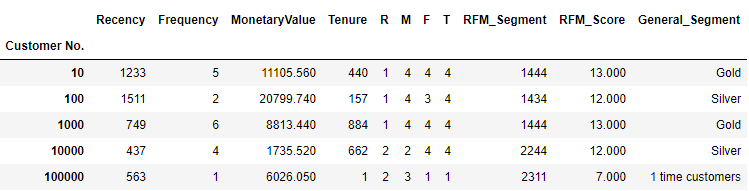 Recency Frequency MonetaryValue Tenure R M F T RFM_Segment RFM_Score General_Segment
Customer No.
10 1233 5 11105.560 440 1 4 4 4 1444 13.000 Gold
100 1511 2 20799.740 157 1 4 3 4 1434 12.000 Silver
1000 749 6 8813.440 884 1 4 4 4 1444 13.000 Gold
10000 437 4 1735.520 662 2 2 4 4 2244 12.000 Silver
100000 563 1 6026.050 1 2 3 1 1 2311 7.000 1 time customers